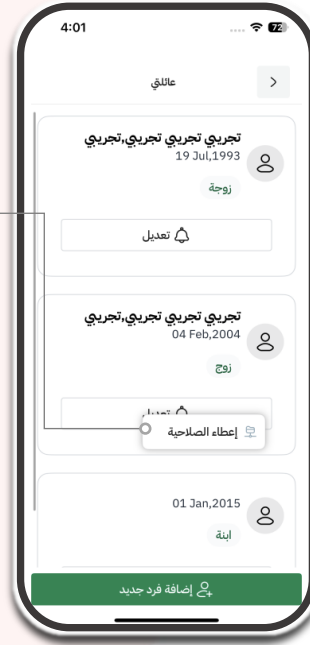 4:01
72
عائلتي
تجريبي تجريبي تجريبي,تجريبي
19 Jul,1993
زوجة
تعديل
تجريبي تجريبي تجريبي,تجريبي
04 Feb,2004
زوج
تعديل
إعطاء الصلاحية
01 Jan,2015
ابنة
إضافة فرد جديد